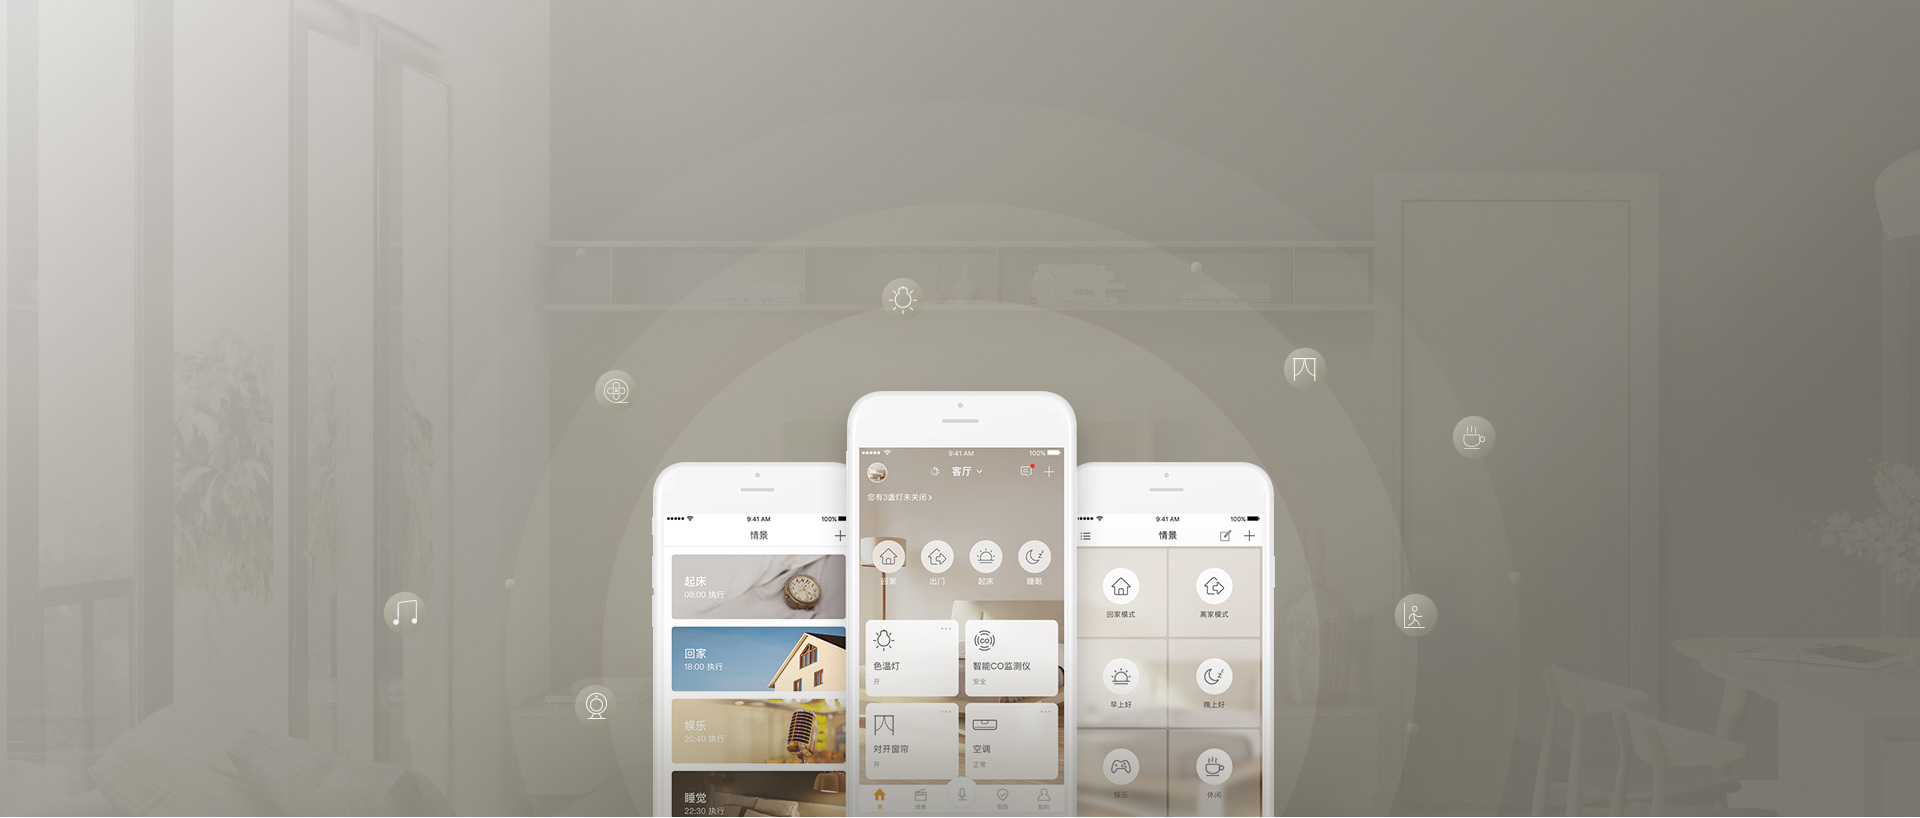 9:41 AM
100%
情景
起床
08:00 执行
回家
18:00 执行
娱乐
20:40 执行
睡觉
22:30 执行
9:41 AM
100%
客厅
您有3盏灯未关闭
回家
出门
起床
睡眠
色温灯
开
CO
智能CO监测仪
安全
对开窗帘
开
空调
正常
家
我的
9:41 AM
100%
情景
回家模式
离家模式
早上好
晚上好
娱乐
休闲